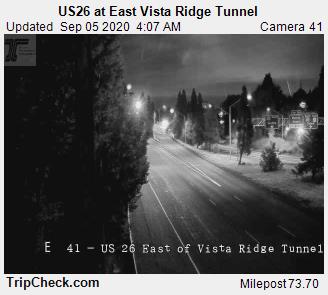 US26 at East Vista Ridge Tunnel
Updated Sep 05 2020 4:07 AM Camera 41
E 41 - US 26 East of Vista Ridge Tunnel
TripCheck.com Milepost 73.70